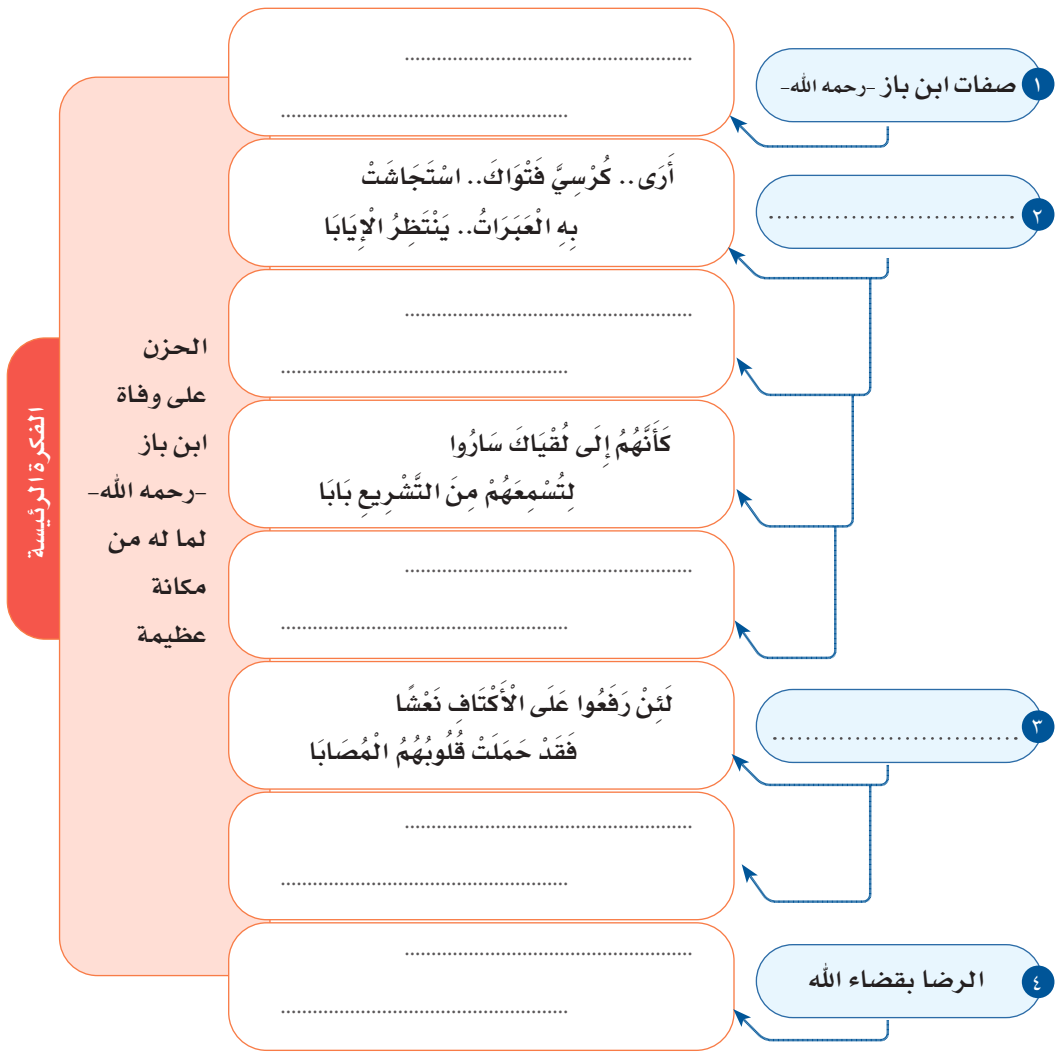 ١ صفات ابن باز -رحمه الله-
................................................
................................................
٢ ..............................
أَرَى.. كُرْسِيَّ فَتْوَاكَ.. اسْتَجَاشَتْ
بِهِ الْعَبَرَاتُ.. يَنْتَظِرُ الْإِيَابَا
................................................
................................................
كَأَنَّهُمُ إِلَى لُقْيَاكَ سَارُوا
لِتُسْمِعَهُمْ مِنَ التَّشْرِيعِ بَابَا
................................................
................................................
٣ ..............................
لَئِنْ رَفَعُوا عَلَى الْأَكْتَافِ نَعْشًا
فَقَدْ حَمَلَتْ قُلُوبُهُمُ الْمُصَابَا
................................................
................................................
٤ الرضا بقضاء الله
................................................
................................................
الحزن
على وفاة
ابن باز
-رحمه الله-
لما له من
مكانة
عظيمة
الفكرة الرئيسة